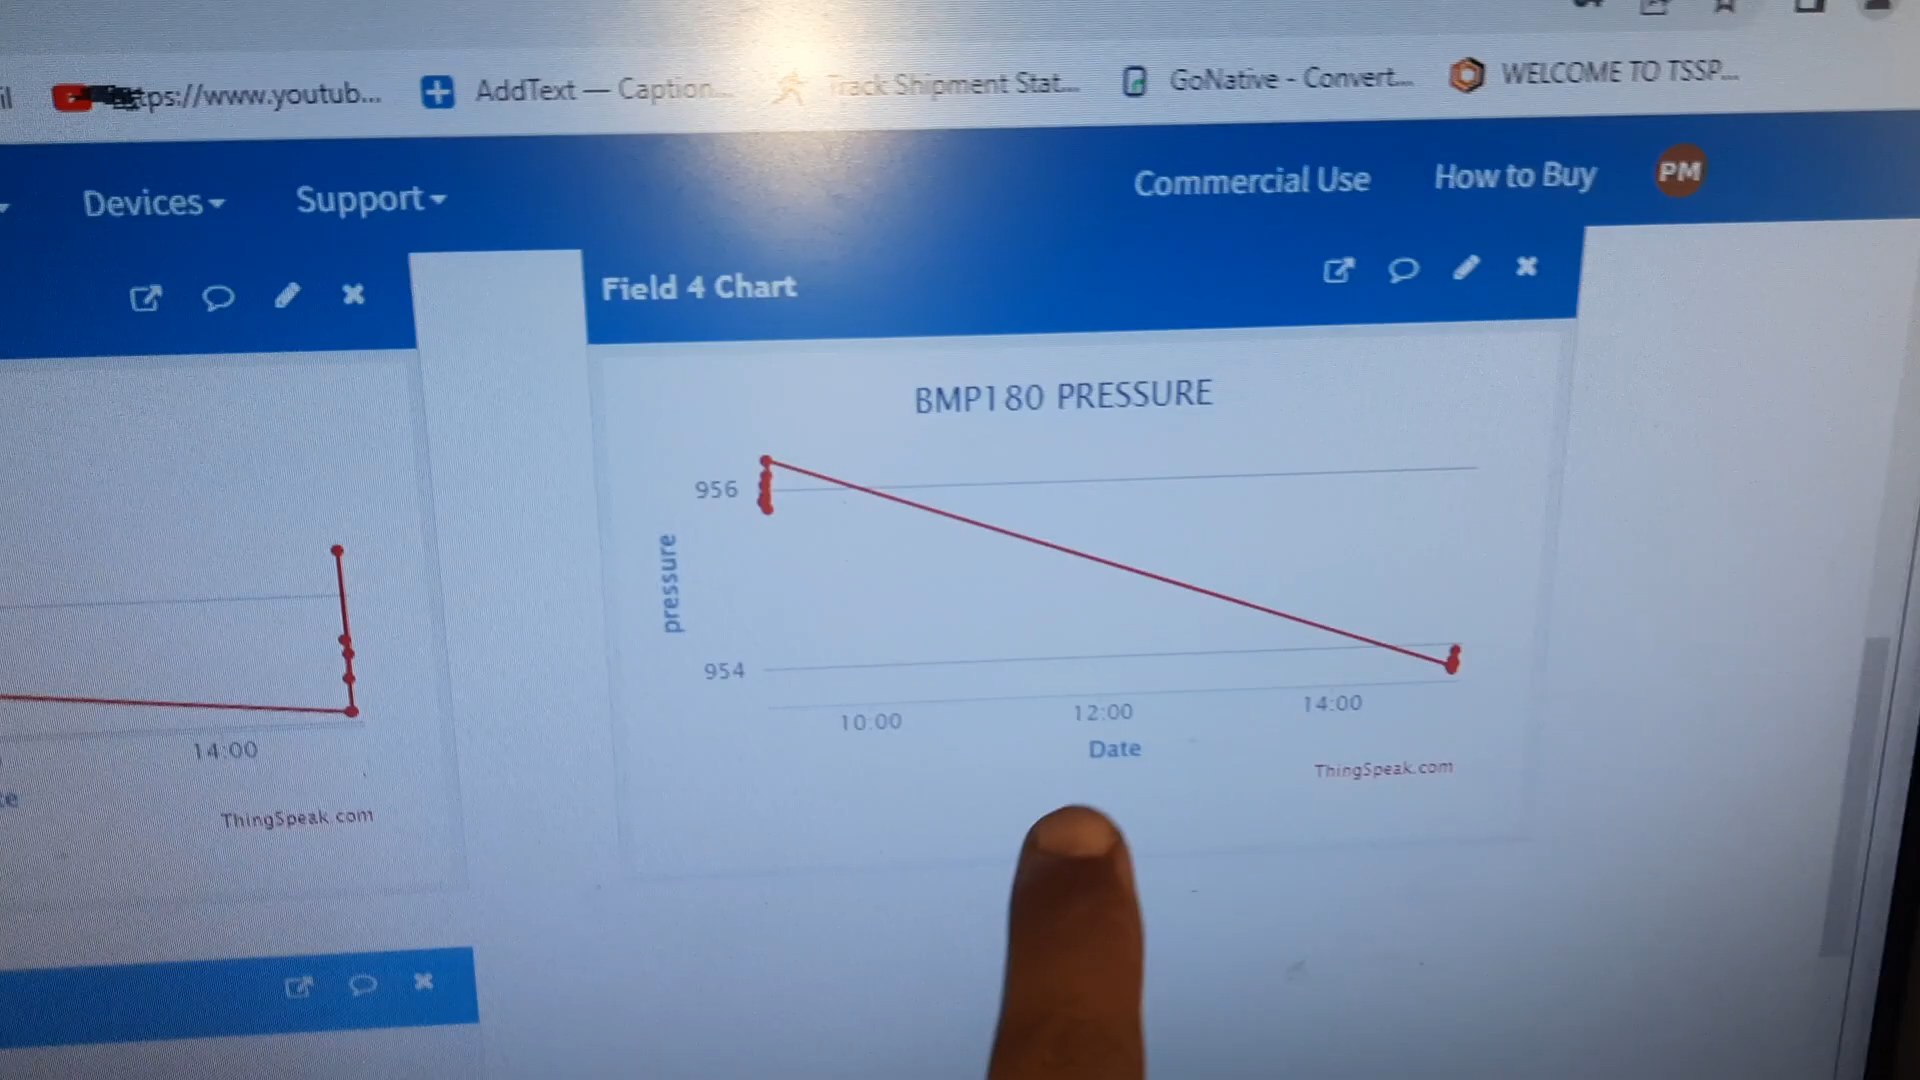 il
tps://www.youtub...
AddText — Caption...
Track Shipment Stat...
GoNative - Convert...
WELCOME TO TSSP...
Devices
Support
Commercial Use
How to Buy
PM
Field 4 Chart
BMP180 PRESSURE
956
pressure
954
10:00
12:00
14:00
Date
ThingSpeak.com
14:00
te
ThingSpeak.com